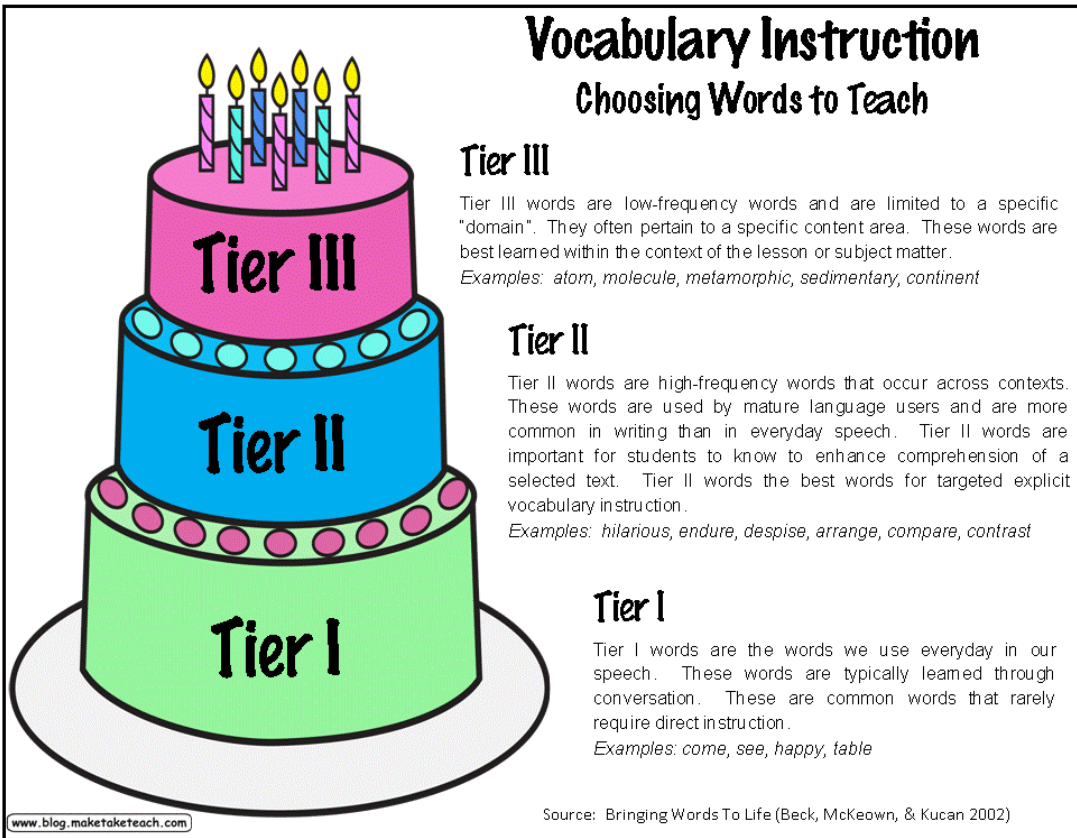 Vocabulary Instruction
Choosing Words to Teach
Tier III
Tier III words are low-frequency words and are limited to a specific
"domain". They often pertain to a specific content area. These words are
best learned within the context of the lesson or subject matter.
Examples: atom, molecule, metamorphic, sedimentary, continent
Tier II
Tier II words are high-frequency words that occur across contexts.
These words are used by mature language users and are more
common in writing than in everyday speech. Tier II words are
important for students to know to enhance comprehension of a
selected text. Tier II words the best words for targeted explicit
vocabulary instruction.
Examples: hilarious, endure, despise, arrange, compare, contrast
Tier I
Tier I words are the words we use everyday in our
speech. These words are typically learned through
conversation. These are common words that rarely
require direct instruction.
Examples: come, see, happy, table
Tier III
Tier II
Tier I
www.blog.maketaketeach.com
Source: Bringing Words To Life (Beck, McKeown, & Kucan 2002)